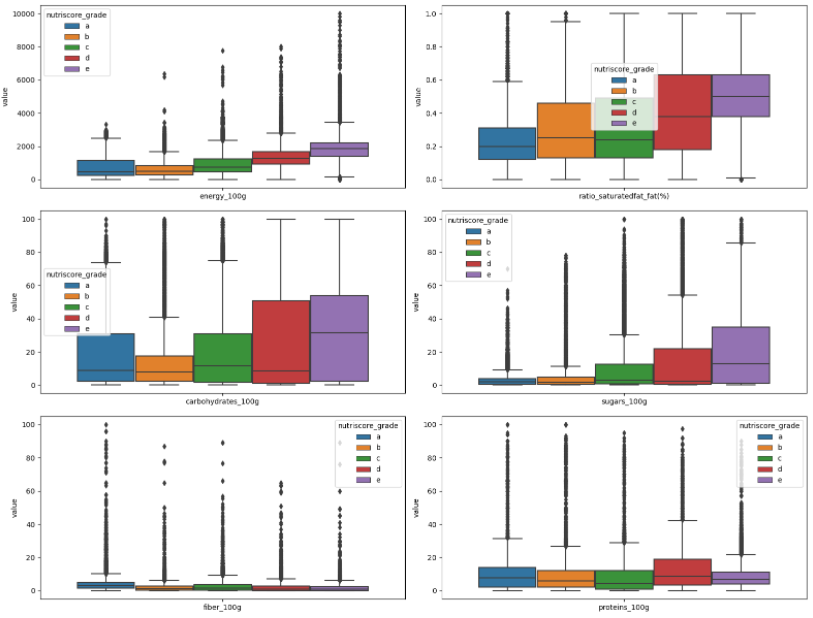 nutriscore_grade
a
b
c
d
e
10000
8000
6000
4000
2000
0
value
energy_100g
nutriscore_grade
a
b
c
d
e
1.0
0.8
0.6
0.4
0.2
0.0
value
ratio_saturatedfat_fat(%)
nutriscore_grade
a
b
c
d
e
100
80
60
40
20
0
value
carbohydrates_100g
nutriscore_grade
a
b
c
d
e
100
80
60
40
20
0
value
sugars_100g
nutriscore_grade
a
b
c
d
e
100
80
60
40
20
0
value
fiber_100g
nutriscore_grade
a
b
c
d
e
100
80
60
40
20
0
value
proteins_100g